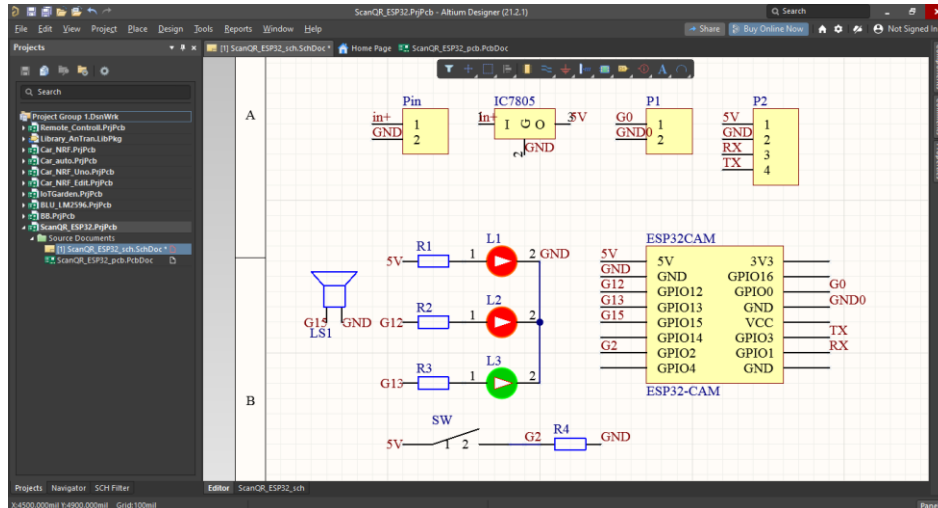 ScanQR_ESP32.PrjPcb - Altium Designer (21.2.1)
Search
File Edit View Project Place Design Tools Reports Window Help
Share
Buy Online Now
Not Signed In
Projects
[1] ScanQR_ESP32_sch.SchDoc *
Home Page
ScanQR_ESP32_pcb.PcbDoc
Search
Project Group 1.DsnWrk
Remote_Controll.PrjPcb
Library_AnTran.LibPkg
Car_NRF.PrjPcb
Car_auto.PrjPcb
Car_NRF_Uno.PrjPcb
Car_NRF_Edit.PrjPcb
IoTGarden.PrjPcb
BLU_LM2596.PrjPcb
BB.PrjPcb
ScanQR_ESP32.PrjPcb
Source Documents
[1] ScanQR_ESP32_sch.SchDoc *
ScanQR_ESP32_pcb.PcbDoc
A
Pin
in+ 1
GND 2
IC7805
in+ 1 I G O 3 5V
2 GND
P1
G0 1
GND0 2
P2
5V 1
GND 2
RX 3
TX 4
B
G15 GND
LS1
R1 L1
5V 1 2 GND
R2 L2
G12 1 2
R3 L3
G13 1 2
SW
5V 1 2 G2 R4 GND
ESP32CAM
5V 5V 3V3
GND GND GPIO16
G12 GPIO12 GPIO0 G0
G13 GPIO13 GND GND0
G15 GPIO15 VCC
GPIO14 GPIO3 TX
G2 GPIO2 GPIO1 RX
GPIO4 GND
ESP32-CAM
Projects Navigator SCH Filter
Editor ScanQR_ESP32_sch
X:4500.000mil Y:4900.000mil Grid:100mil
Pane